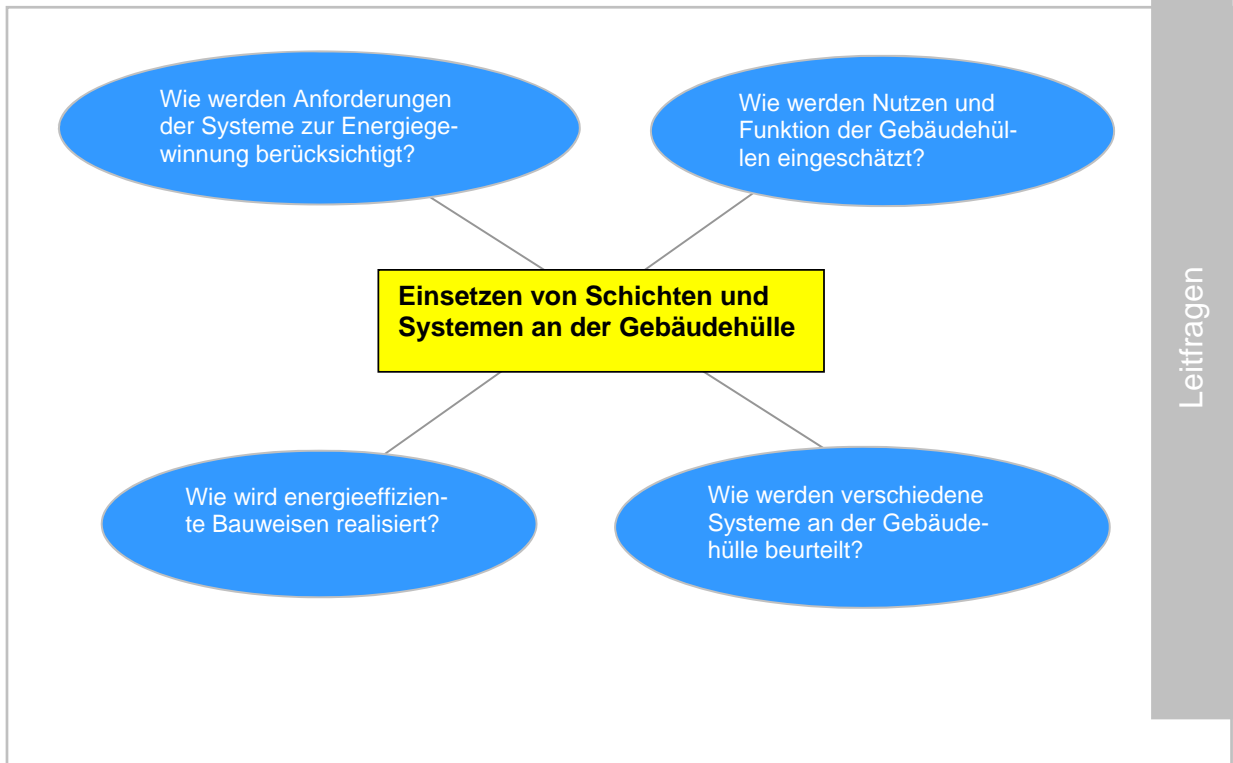 Wie werden Anforderungen
der Systeme zur Energiege-
winnung berücksichtigt?
Wie werden Nutzen und
Funktion der Gebäudehül-
len eingeschätzt?
Einsetzen von Schichten und
Systemen an der Gebäudehülle
Wie wird energieeffizien-
te Bauweisen realisiert?
Wie werden verschiedene
Systeme an der Gebäude-
hülle beurteilt?
Leitfragen